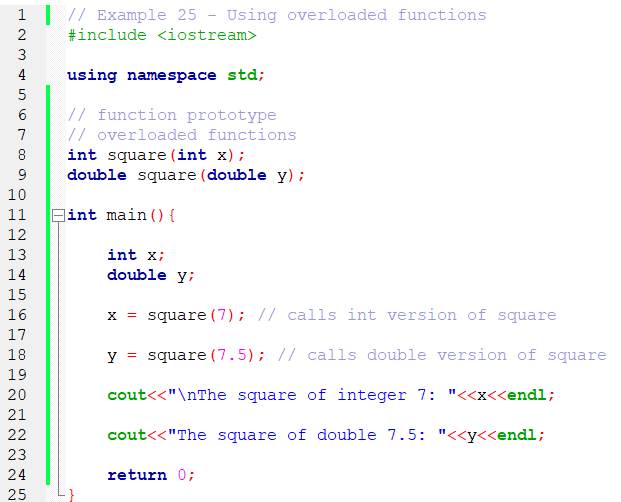 1 // Example 25 - Using overloaded functions
2 #include <iostream>
3
4 using namespace std;
5
6 // function prototype
7 // overloaded functions
8 int square(int x);
9 double square(double y);
10
11 int main(){
12
13 int x;
14 double y;
15
16 x = square(7); // calls int version of square
17
18 y = square(7.5); // calls double version of square
19
20 cout<<"\nThe square of integer 7: "<<x<<endl;
21
22 cout<<"The square of double 7.5: "<<y<<endl;
23
24 return 0;
25 }